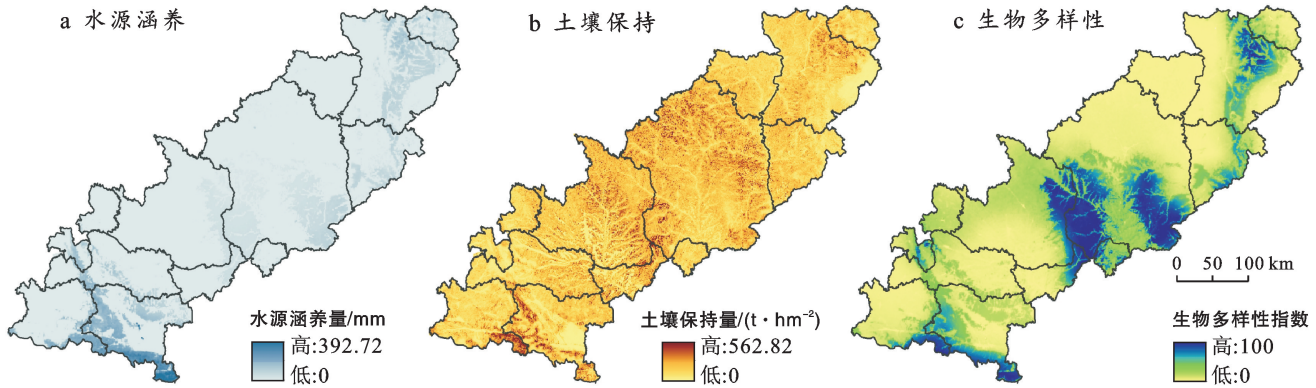 a 水源涵养
水源涵养量/mm
高:392.72
低:0
b 土壤保持
土壤保持量/(t·hm⁻²)
高:562.82
低:0
c 生物多样性
0 50 100 km
生物多样性指数
高:100
低:0